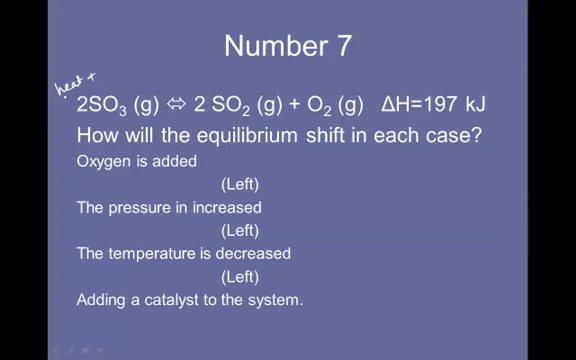 Number 7
heat +
2SO₃ (g) ⇔ 2 SO₂ (g) + O₂ (g) ΔH=197 kJ
How will the equilibrium shift in each case?
Oxygen is added
(Left)
The pressure in increased
(Left)
The temperature is decreased
(Left)
Adding a catalyst to the system.